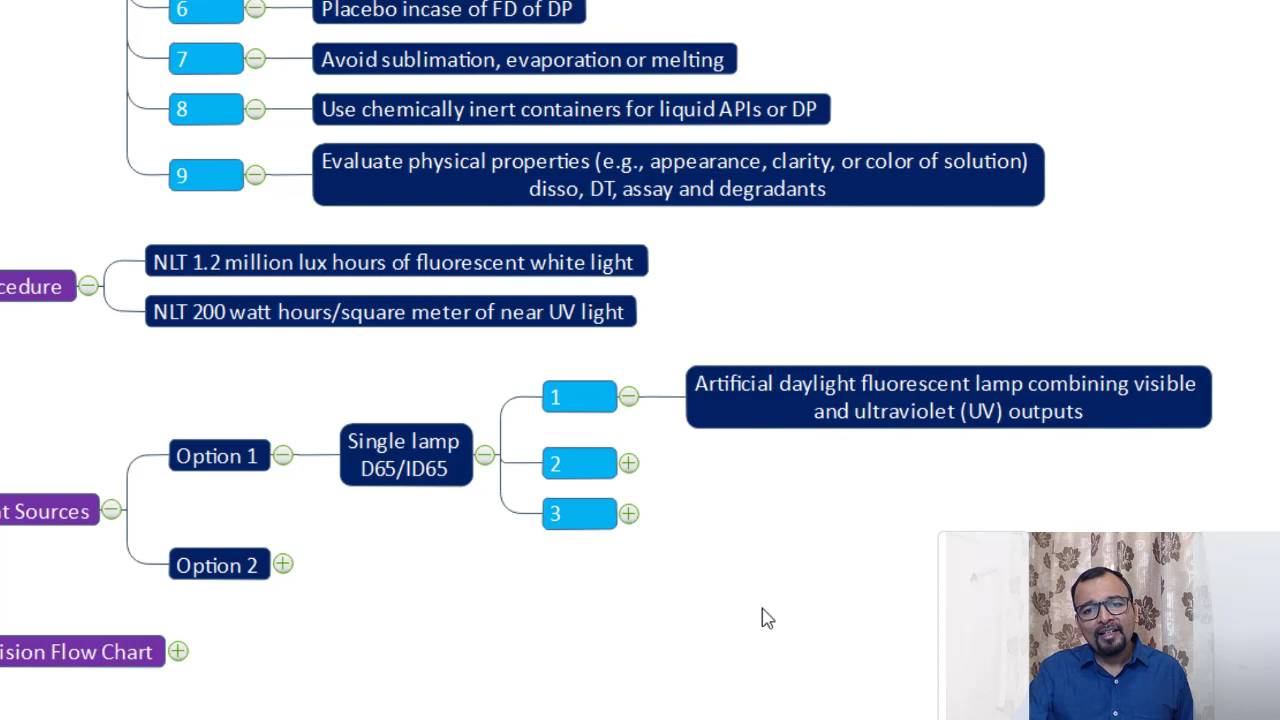 6
Placebo incase of FD of DP
7
Avoid sublimation, evaporation or melting
8
Use chemically inert containers for liquid APIs or DP
9
Evaluate physical properties (e.g., appearance, clarity, or color of solution)
disso, DT, assay and degradants
cedure
NLT 1.2 million lux hours of fluorescent white light
NLT 200 watt hours/square meter of near UV light
t Sources
Option 1
Single lamp
D65/ID65
1
Artificial daylight fluorescent lamp combining visible
and ultraviolet (UV) outputs
2
3
Option 2
ision Flow Chart